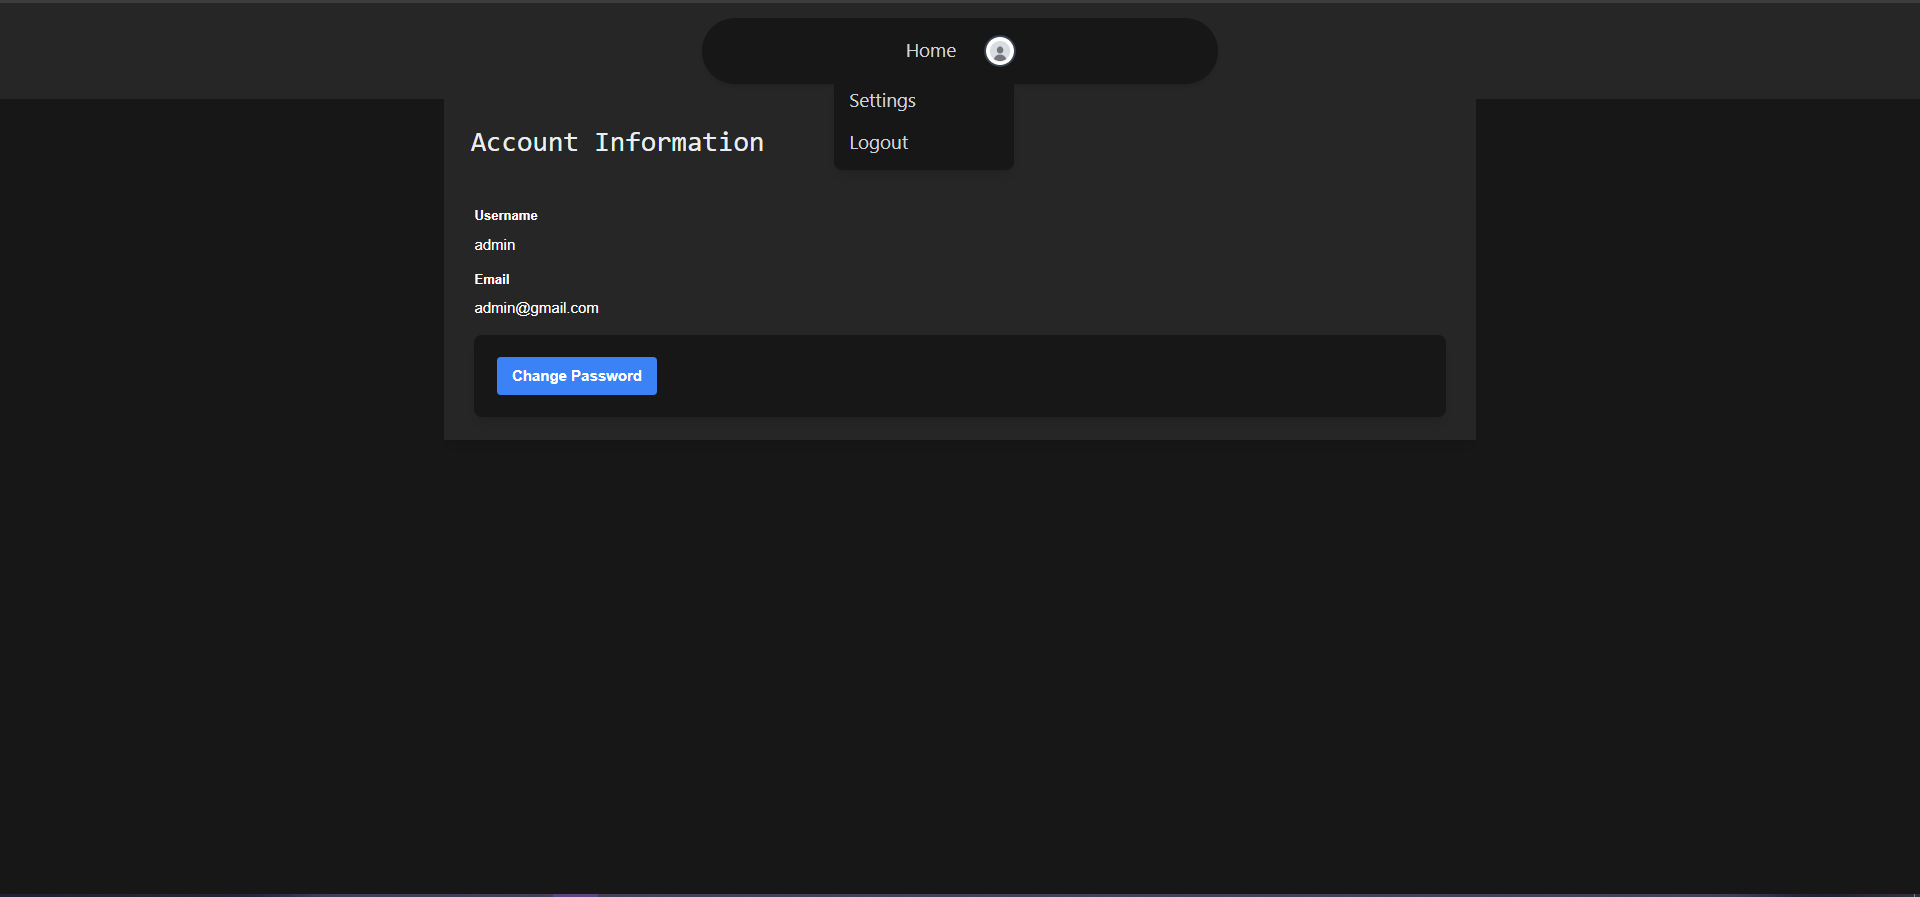 Home
Settings
Logout
Account Information
Username
admin
Email
admin@gmail.com
Change Password